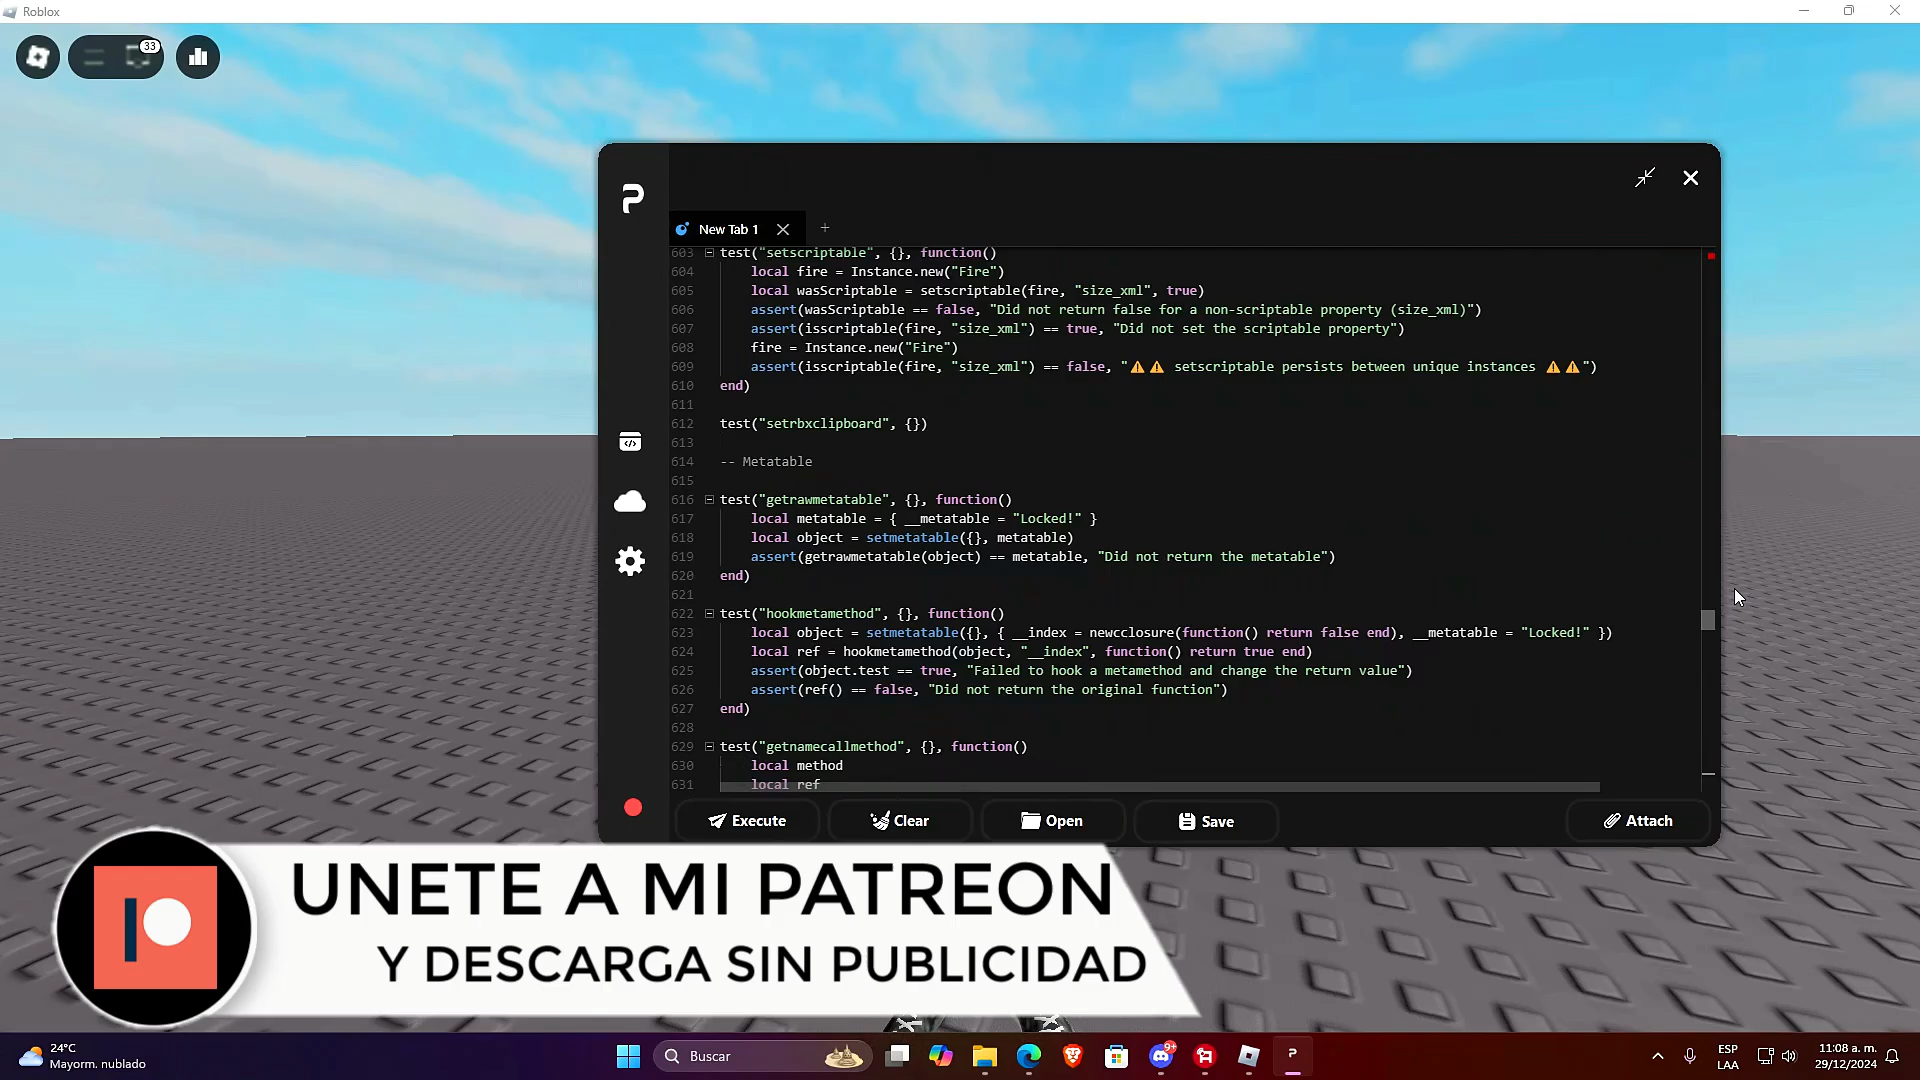 Roblox
33
New Tab 1
603 test("setscriptable", {}, function()
604 local fire = Instance.new("Fire")
605 local wasScriptable = setscriptable(fire, "size_xml", true)
606 assert(wasScriptable == false, "Did not return false for a non-scriptable property (size_xml)")
607 assert(isscriptable(fire, "size_xml") == true, "Did not set the scriptable property")
608 fire = Instance.new("Fire")
609 assert(isscriptable(fire, "size_xml") == false, "⚠️⚠️ setscriptable persists between unique instances ⚠️⚠️")
610 end)
611
612 test("setrbxclipboard", {})
613
614 -- Metatable
615
616 test("getrawmetatable", {}, function()
617 local metatable = { __metatable = "Locked!" }
618 local object = setmetatable({}, metatable)
619 assert(getrawmetatable(object) == metatable, "Did not return the metatable")
620 end)
621
622 test("hookmetamethod", {}, function()
623 local object = setmetatable({}, { __index = newcclosure(function() return false end), __metatable = "Locked!" })
624 local ref = hookmetamethod(object, "__index", function() return true end)
625 assert(object.test == true, "Failed to hook a metamethod and change the return value")
626 assert(ref() == false, "Did not return the original function")
627 end)
628
629 test("getnamecallmethod", {}, function()
630 local method
631 local ref
Execute
Clear
Open
Save
Attach
UNETE A MI PATREON
Y DESCARGA SIN PUBLICIDAD
24°C
Mayorm. nublado
Buscar
9+
ESP
LAA
11:08 a. m.
29/12/2024